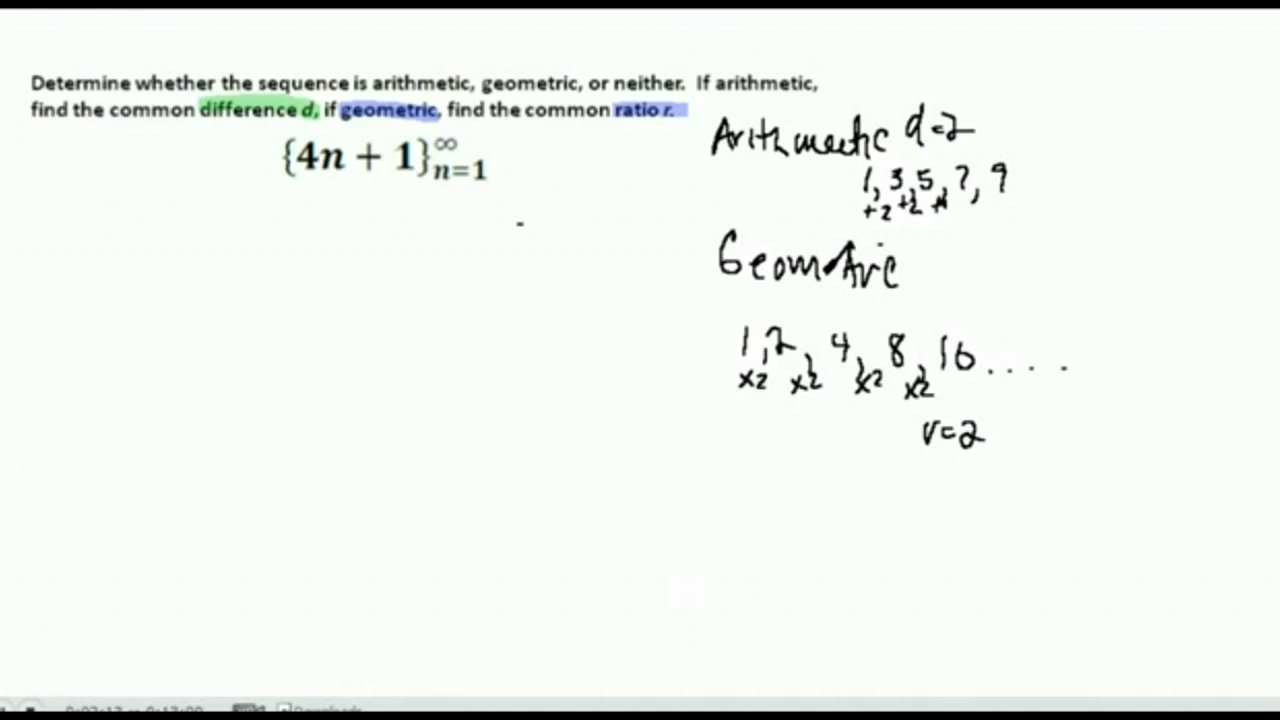 Determine whether the sequence is arithmetic, geometric, or neither. If arithmetic,
find the common difference d, if geometric, find the common ratio r.
{4n + 1}∞n=1
Arithmetic d=2
1, 3, 5, 7, 9
+2 +2
Geometric
1, 2, 4, 8, 16 ....
x2 x2 x2 x2
r=2